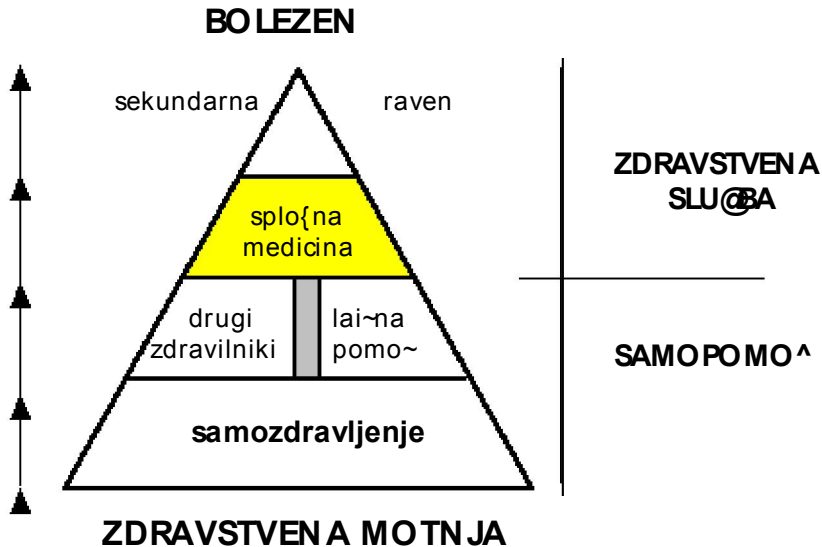 BOLEZEN
sekundarna raven
ZDRAVSTVENA
SLU@BA
splo{na
medicina
drugi
zdravilniki
lai~na
pomo~
SAMOPOMO^
samozdravljenje
ZDRAVSTVENA MOTNJA